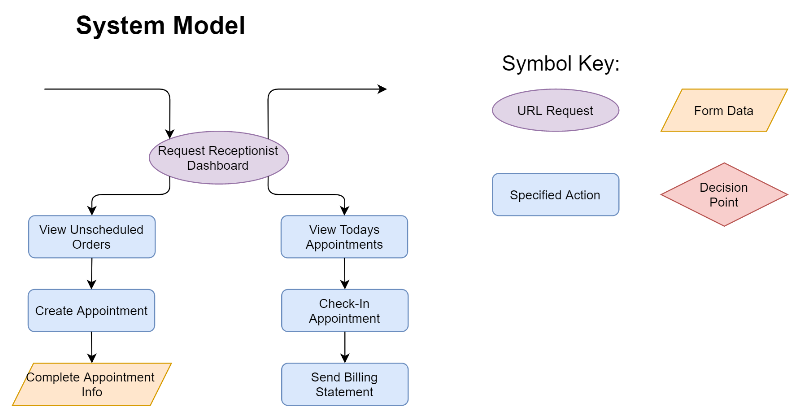 System Model
Symbol Key:
URL Request
Form Data
Request Receptionist
Dashboard
Specified Action
Decision
Point
View Unscheduled
Orders
View Todays
Appointments
Create Appointment
Check-In
Appointment
Complete Appointment
Info
Send Billing
Statement